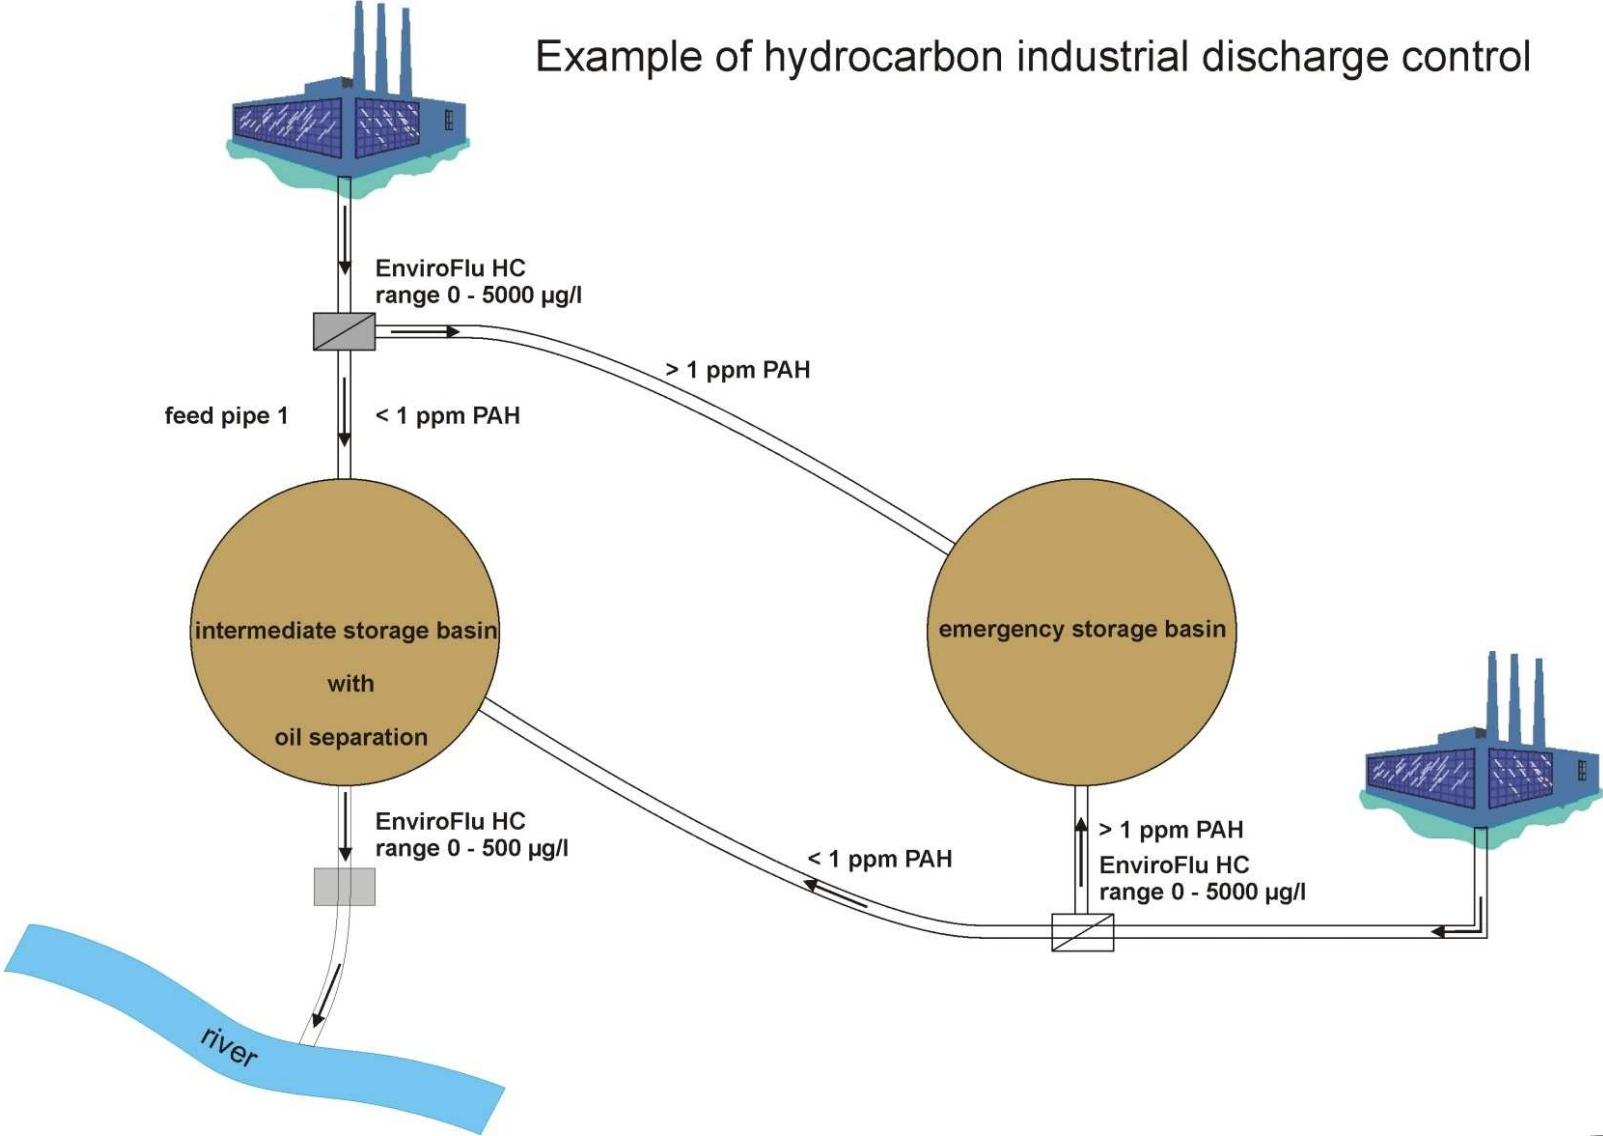 Example of hydrocarbon industrial discharge control
EnviroFlu HC
range 0 - 5000 µg/l
> 1 ppm PAH
feed pipe 1
< 1 ppm PAH
intermediate storage basin
with
oil separation
emergency storage basin
EnviroFlu HC
range 0 - 500 µg/l
< 1 ppm PAH
> 1 ppm PAH
EnviroFlu HC
range 0 - 5000 µg/l
river